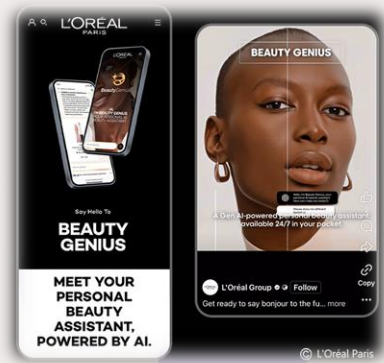 L'ORÉAL
PARIS
Say Hello To
BEAUTY
GENIUS
MEET YOUR
PERSONAL
BEAUTY
ASSISTANT,
POWERED BY AI.
BEAUTY GENIUS
A Gen AI-powered personal beauty assistant,
available 24/7 in your pocket
Copy
L'Oréal Group
Follow
Get ready to say bonjour to the fu... more
© L'Oréal Paris